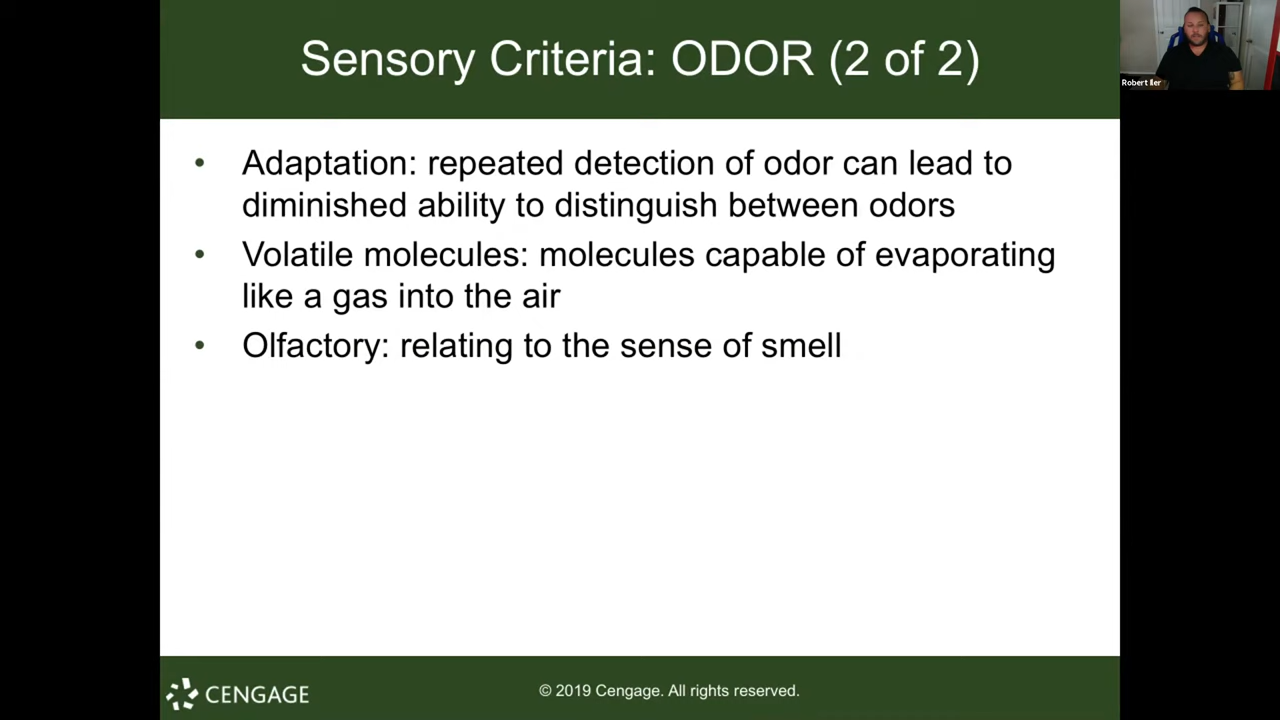 Sensory Criteria: ODOR (2 of 2)
Robert Iler
• Adaptation: repeated detection of odor can lead to
diminished ability to distinguish between odors
• Volatile molecules: molecules capable of evaporating
like a gas into the air
• Olfactory: relating to the sense of smell
CENGAGE
© 2019 Cengage. All rights reserved.